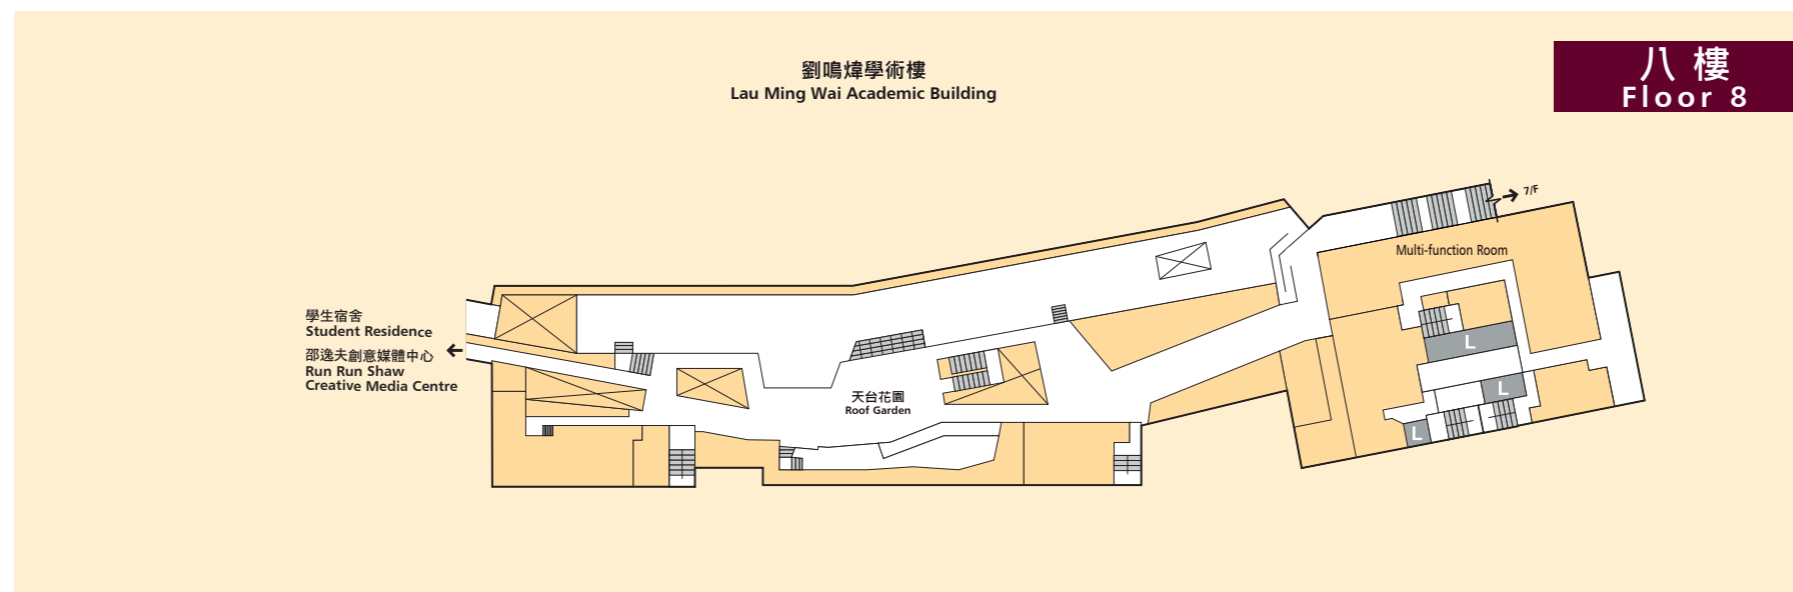 劉鳴煒學術樓
Lau Ming Wai Academic Building
八樓
Floor 8
7/F
Multi-function Room
學生宿舍
Student Residence
邵逸夫創意媒體中心
Run Run Shaw
Creative Media Centre
天台花園
Roof Garden
L
L
L